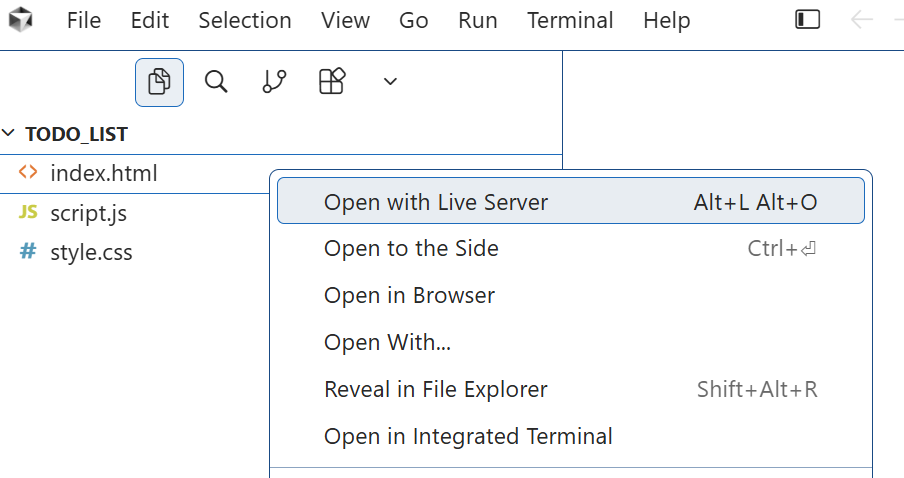 File Edit Selection View Go Run Terminal Help
TODO_LIST
<> index.html
JS script.js
# style.css
Open with Live Server Alt+L Alt+O
Open to the Side Ctrl+⏎
Open in Browser
Open With...
Reveal in File Explorer Shift+Alt+R
Open in Integrated Terminal